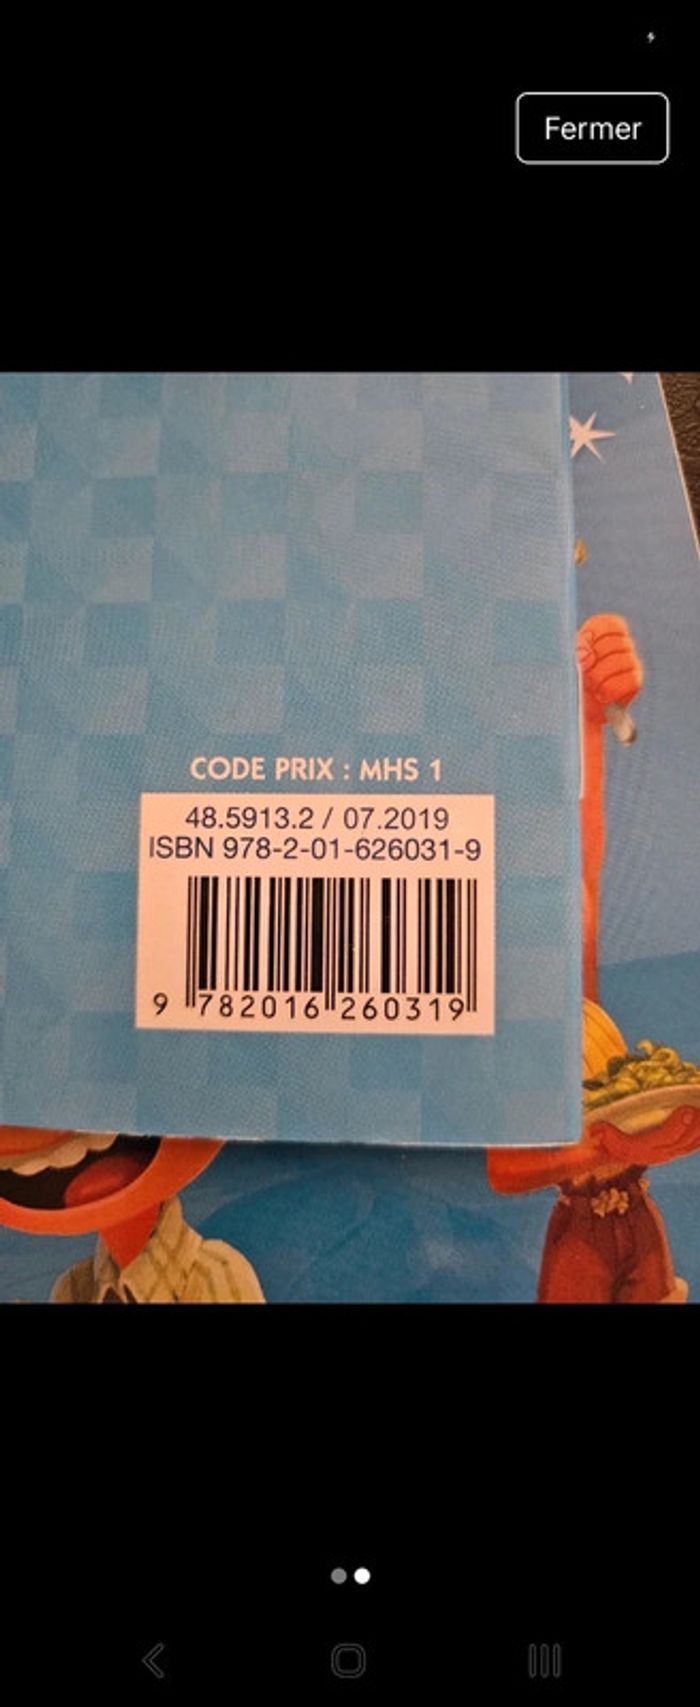 Fermer
CODE PRIX : MHS 1
48.5913.2 / 07.2019
ISBN 978-2-01-626031-9
9 782016 260319